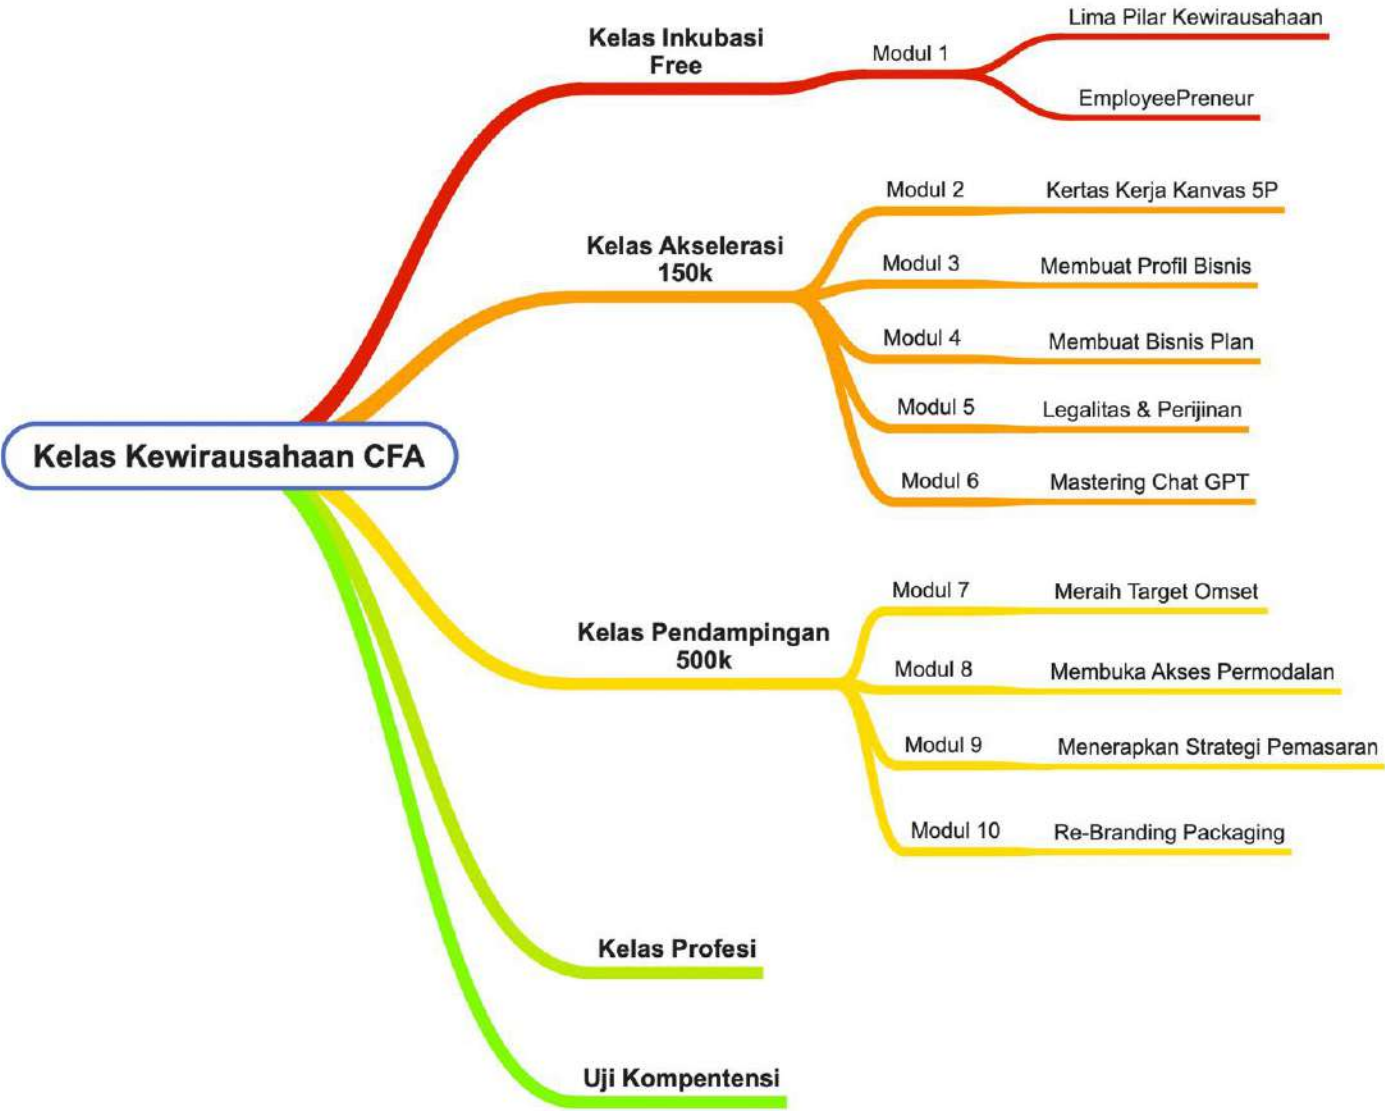 Kelas Kewirausahaan CFA
Kelas Inkubasi
Free
Modul 1
Lima Pilar Kewirausahaan
EmployeePreneur
Kelas Akselerasi
150k
Modul 2
Kertas Kerja Kanvas 5P
Modul 3
Membuat Profil Bisnis
Modul 4
Membuat Bisnis Plan
Modul 5
Legalitas & Perijinan
Modul 6
Mastering Chat GPT
Kelas Pendampingan
500k
Modul 7
Meraih Target Omset
Modul 8
Membuka Akses Permodalan
Modul 9
Menerapkan Strategi Pemasaran
Modul 10
Re-Branding Packaging
Kelas Profesi
Uji Kompentensi